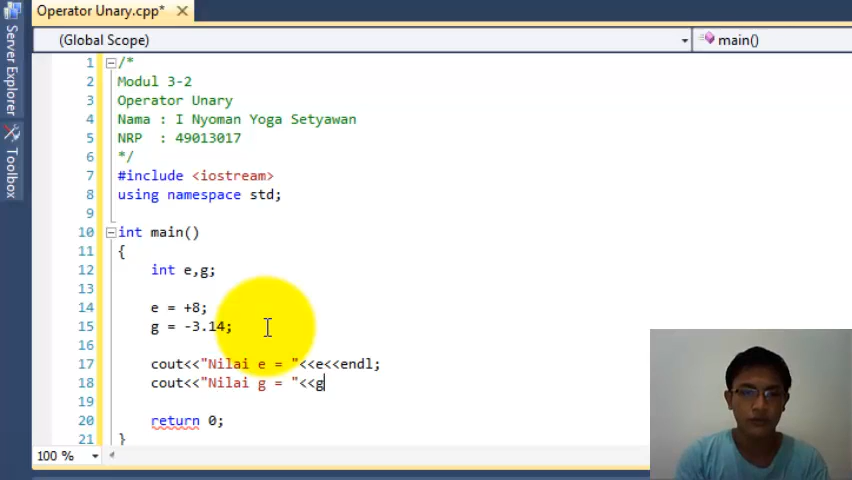 Operator Unary.cpp* ×
(Global Scope)
main()
Server Explorer
Toolbox
1 /*
2 Modul 3-2
3 Operator Unary
4 Nama : I Nyoman Yoga Setyawan
5 NRP  : 49013017
6 */
7 #include <iostream>
8 using namespace std;
9
10 int main()
11 {
12     int e,g;
13
14     e = +8;
15     g = -3.14;
16
17     cout<<"Nilai e = "<<e<<endl;
18     cout<<"Nilai g = "<<g
19
20     return 0;
21 }
100 %